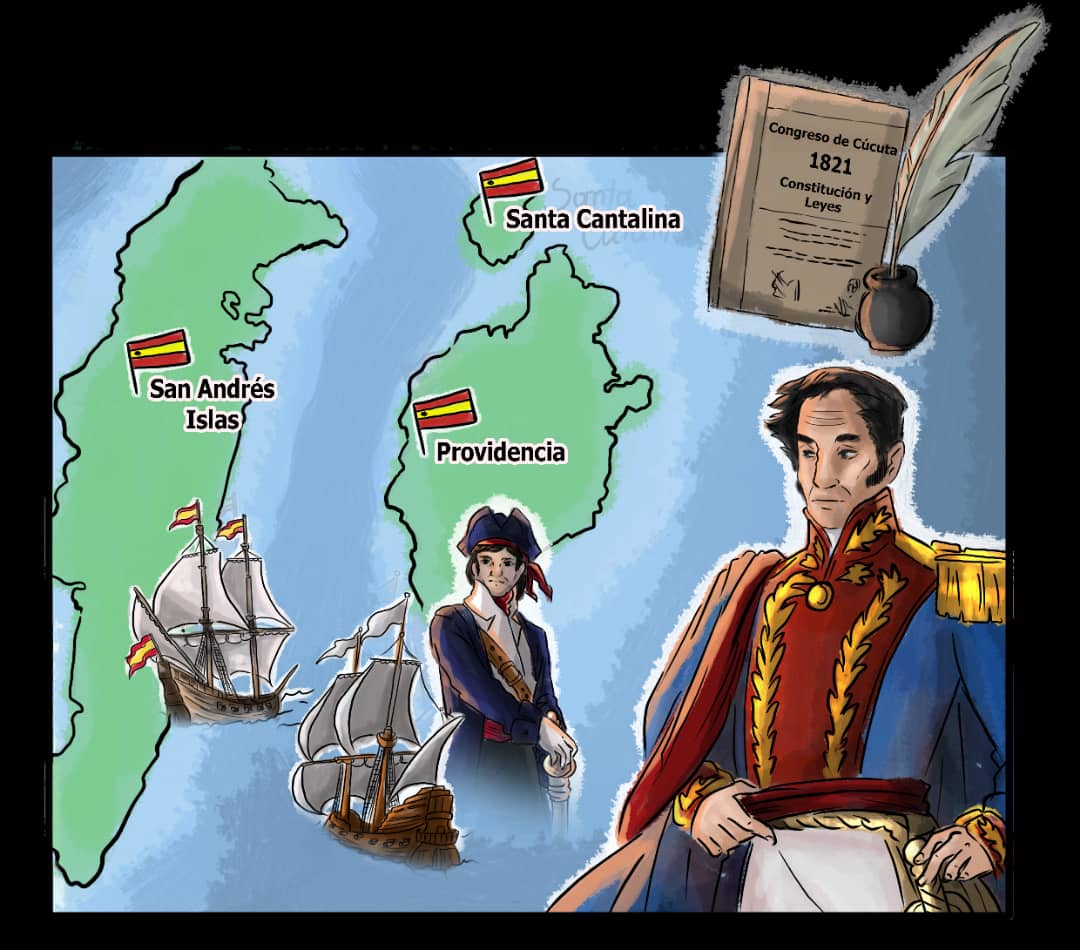 Congreso de Cúcuta
1821
Constitución y
Leyes
Santa Cantalina
San Andrés
Islas
Providencia